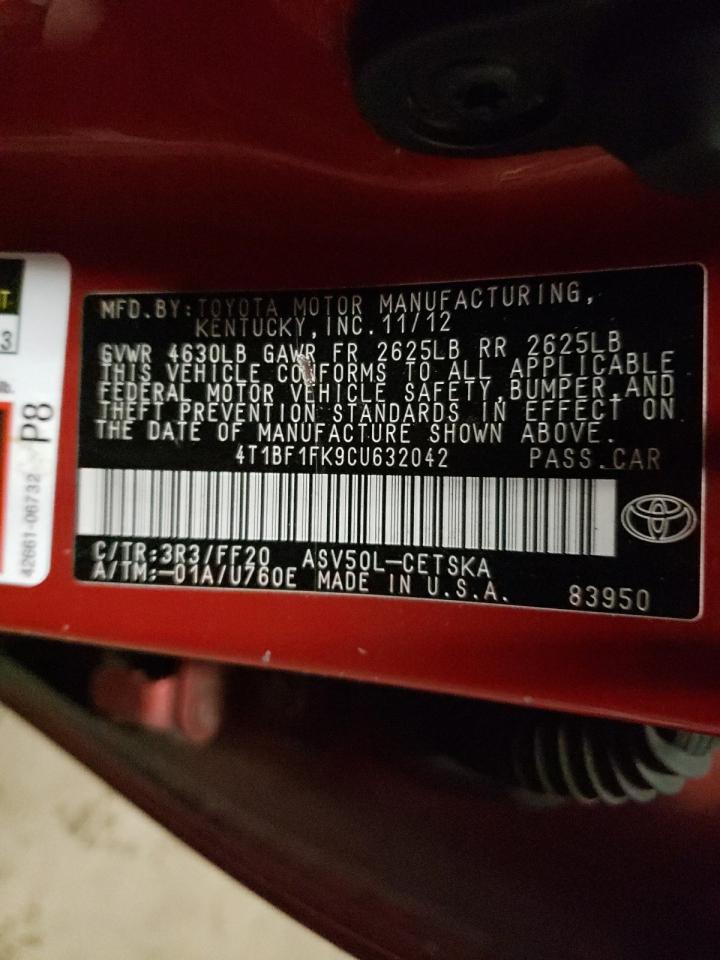 MFD.BY:TOYOTA MOTOR MANUFACTURING,
KENTUCKY,INC.11/12
GVWR 4630LB GAWR FR 2625LB RR 2625LB
THIS VEHICLE CONFORMS TO ALL APPLICABLE
FEDERAL MOTOR VEHICLE SAFETY,BUMPER,AND
THEFT PREVENTION STANDARDS IN EFFECT ON
THE DATE OF MANUFACTURE SHOWN ABOVE.
4T1BF1FK9CU632042 PASS.CAR
C/TR:3R3/FF20 ASV50L-CETSKA
A/TM:-01A/U760E MADE IN U.S.A. 83950
T
3
lb.
P8
42661-06732